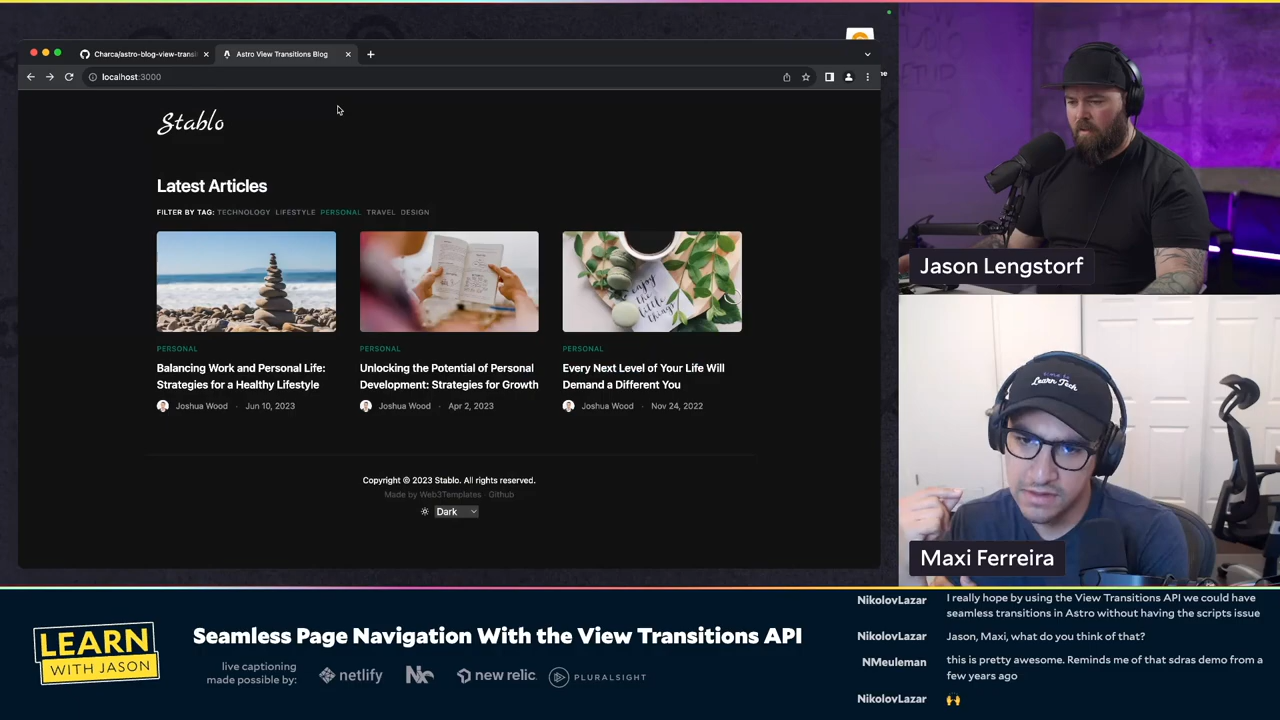 Charca/astro-blog-view-transi
Astro View Transitions Blog
localhost:3000
Stablo
Latest Articles
FILTER BY TAG: TECHNOLOGY LIFESTYLE PERSONAL TRAVEL DESIGN
enjoy the little things
PERSONAL
Balancing Work and Personal Life:
Strategies for a Healthy Lifestyle
Joshua Wood · Jun 10, 2023
PERSONAL
Unlocking the Potential of Personal
Development: Strategies for Growth
Joshua Wood · Apr 2, 2023
PERSONAL
Every Next Level of Your Life Will
Demand a Different You
Joshua Wood · Nov 24, 2022
Copyright © 2023 Stablo. All rights reserved.
Made by Web3Templates · Github
Dark
Jason Lengstorf
Learn Tech
Maxi Ferreira
LEARN
WITH JASON
Seamless Page Navigation With the View Transitions API
live captioning
made possible by:
netlify
new relic.
PLURALSIGHT
NikolovLazar I really hope by using the View Transitions API we could have
seamless transitions in Astro without having the scripts issue
NikolovLazar Jason, Maxi, what do you think of that?
NMeuleman this is pretty awesome. Reminds me of that sdras demo from a
few years ago
NikolovLazar 🙌